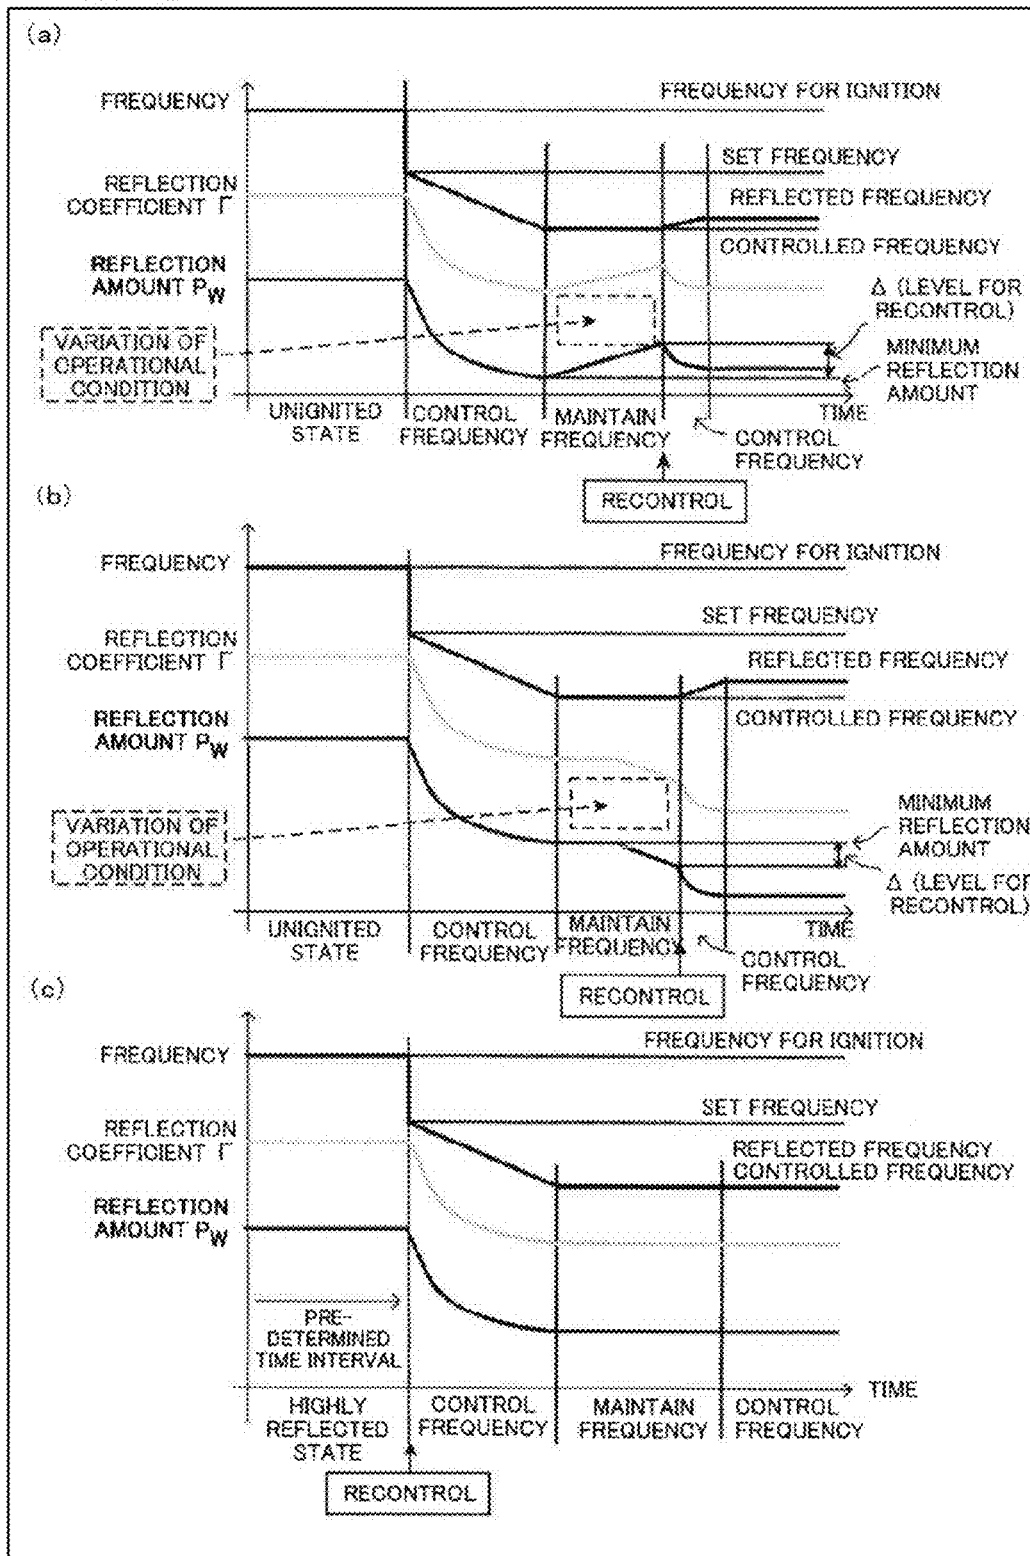 (a)
FREQUENCY
FREQUENCY FOR IGNITION
SET FREQUENCY
REFLECTION
COEFFICIENT Γ
REFLECTED FREQUENCY
CONTROLLED FREQUENCY
REFLECTION
AMOUNT PW
Δ (LEVEL FOR
RECONTROL)
VARIATION OF
OPERATIONAL
CONDITION
MINIMUM
REFLECTION
AMOUNT
TIME
UNIGNITED
STATE
CONTROL
FREQUENCY
MAINTAIN
FREQUENCY
CONTROL
FREQUENCY
RECONTROL
(b)
FREQUENCY
FREQUENCY FOR IGNITION
SET FREQUENCY
REFLECTION
COEFFICIENT Γ
REFLECTED FREQUENCY
CONTROLLED FREQUENCY
REFLECTION
AMOUNT PW
VARIATION OF
OPERATIONAL
CONDITION
MINIMUM
REFLECTION
AMOUNT
Δ (LEVEL FOR
RECONTROL)
TIME
UNIGNITED
STATE
CONTROL
FREQUENCY
MAINTAIN
FREQUENCY
CONTROL
FREQUENCY
RECONTROL
(c)
FREQUENCY
FREQUENCY FOR IGNITION
SET FREQUENCY
REFLECTION
COEFFICIENT Γ
REFLECTED FREQUENCY
CONTROLLED FREQUENCY
REFLECTION
AMOUNT PW
PRE-
DETERMINED
TIME INTERVAL
TIME
HIGHLY
REFLECTED
STATE
CONTROL
FREQUENCY
MAINTAIN
FREQUENCY
CONTROL
FREQUENCY
RECONTROL